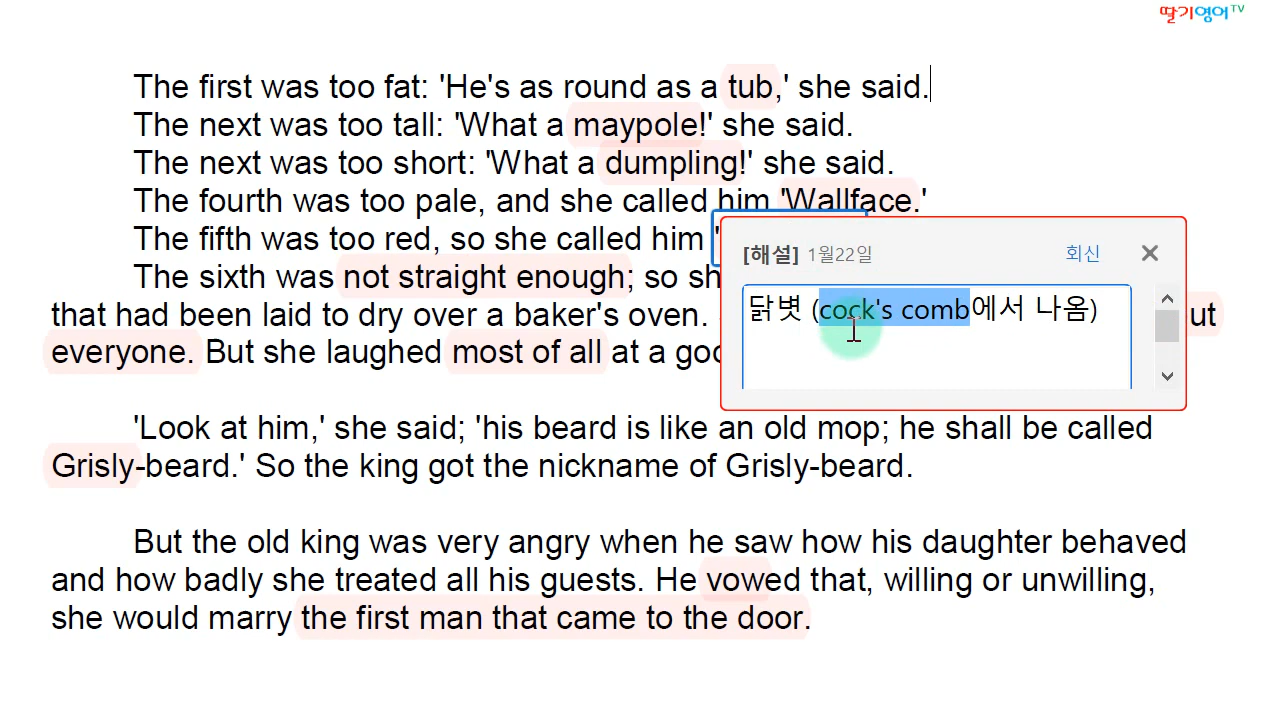 딸기영어TV
The first was too fat: 'He's as round as a tub,' she said.
The next was too tall: 'What a maypole!' she said.
The next was too short: 'What a dumpling!' she said.
The fourth was too pale, and she called him 'Wallface.'
The fifth was too red, so she called him '
[해설] 1월22일 회신
닭볏 (cock's comb에서 나옴)
The sixth was not straight enough; so sh
that had been laid to dry over a baker's oven. ut
everyone. But she laughed most of all at a goo
'Look at him,' she said; 'his beard is like an old mop; he shall be called
Grisly-beard.' So the king got the nickname of Grisly-beard.
But the old king was very angry when he saw how his daughter behaved
and how badly she treated all his guests. He vowed that, willing or unwilling,
she would marry the first man that came to the door.